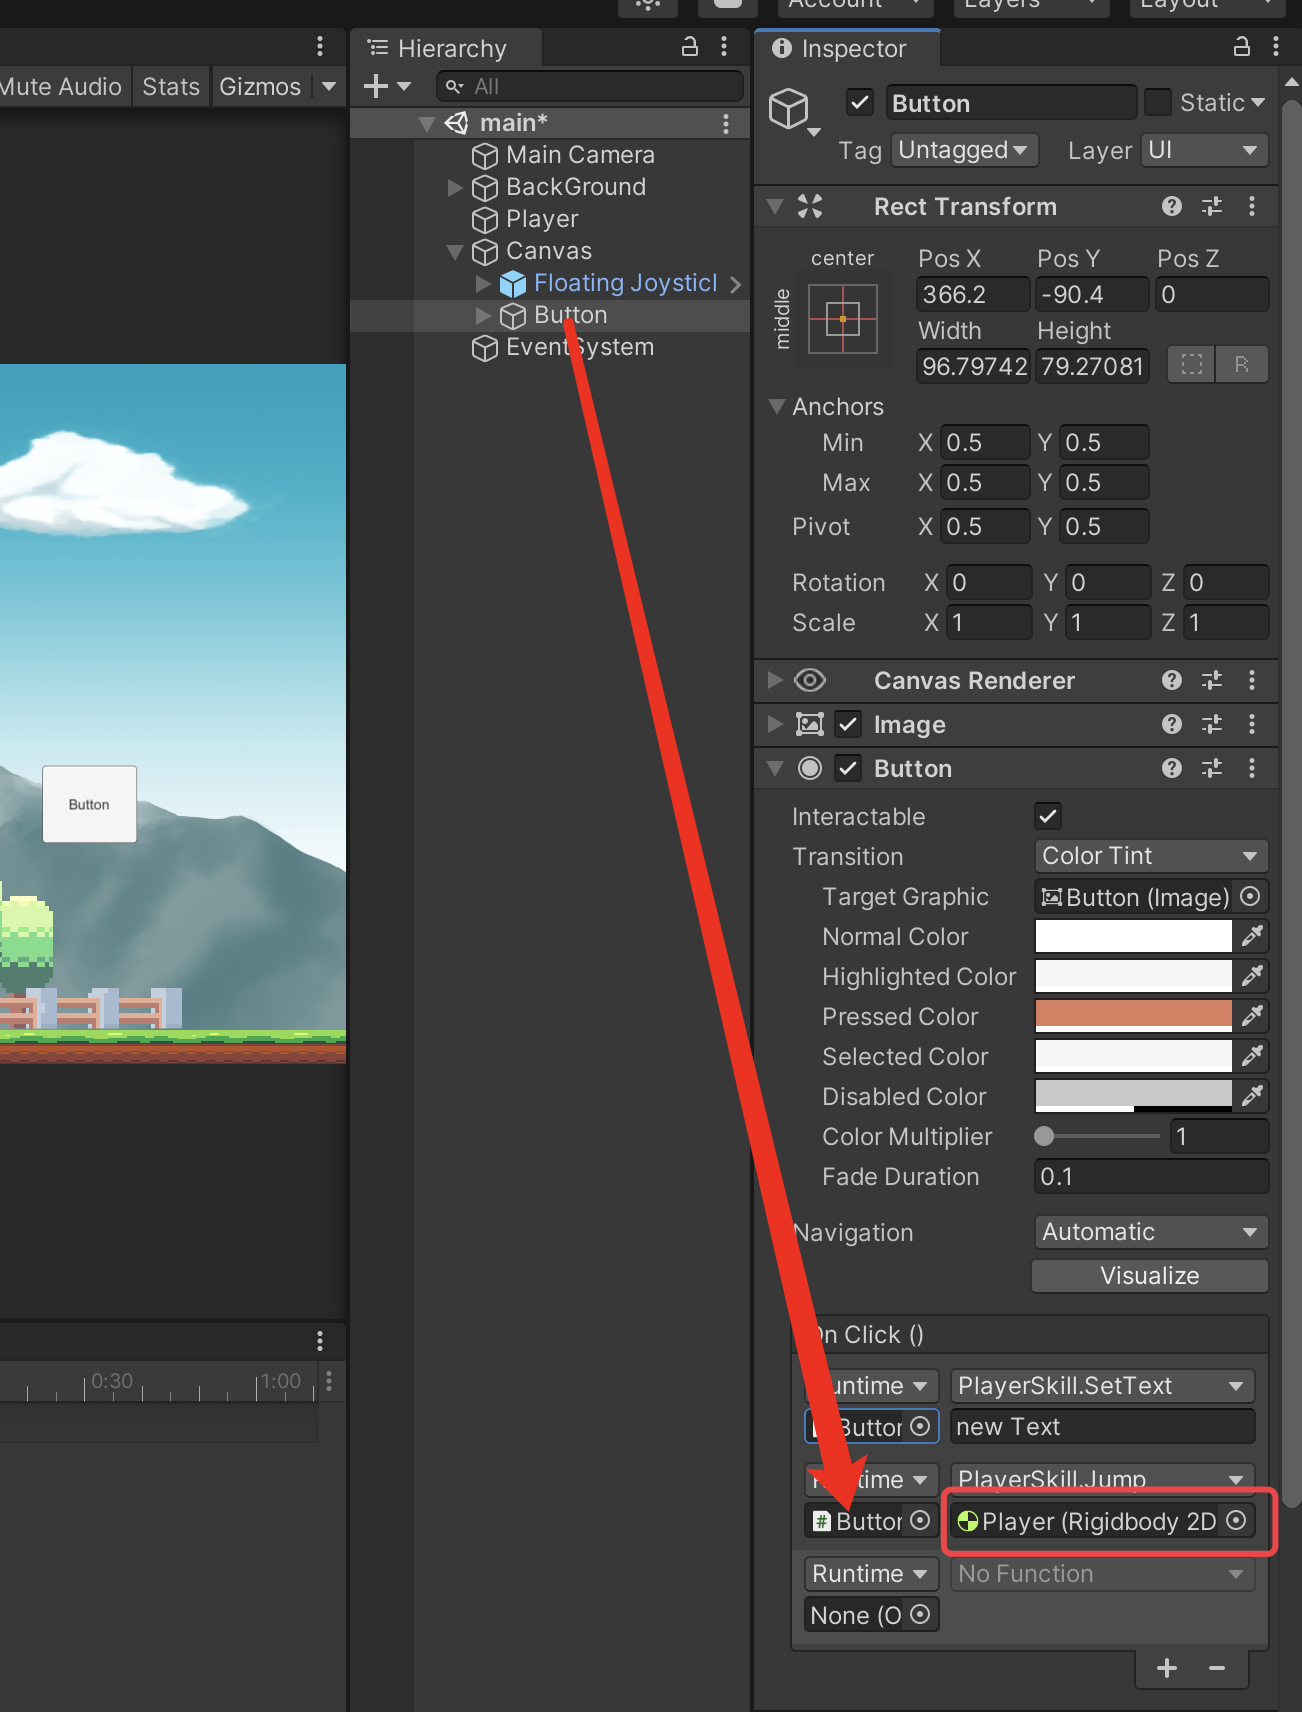 Account
Layers
Layout
Mute Audio
Stats
Gizmos
Button
0:30
1:00
Hierarchy
All
main*
Main Camera
BackGround
Player
Canvas
Floating Joysticl
Button
EventSystem
Inspector
Button
Static
Tag Untagged Layer UI
Rect Transform
center
middle
Pos X Pos Y Pos Z
366.2 -90.4 0
Width Height
96.79742 79.27081 R
Anchors
Min X 0.5 Y 0.5
Max X 0.5 Y 0.5
Pivot X 0.5 Y 0.5
Rotation X 0 Y 0 Z 0
Scale X 1 Y 1 Z 1
Canvas Renderer
Image
Button
Interactable
Transition Color Tint
Target Graphic Button (Image)
Normal Color
Highlighted Color
Pressed Color
Selected Color
Disabled Color
Color Multiplier 1
Fade Duration 0.1
Navigation Automatic
Visualize
On Click ()
Runtime PlayerSkill.SetText
Button new Text
Runtime PlayerSkill.Jump
# Button Player (Rigidbody 2D
Runtime No Function
None (O
+ −